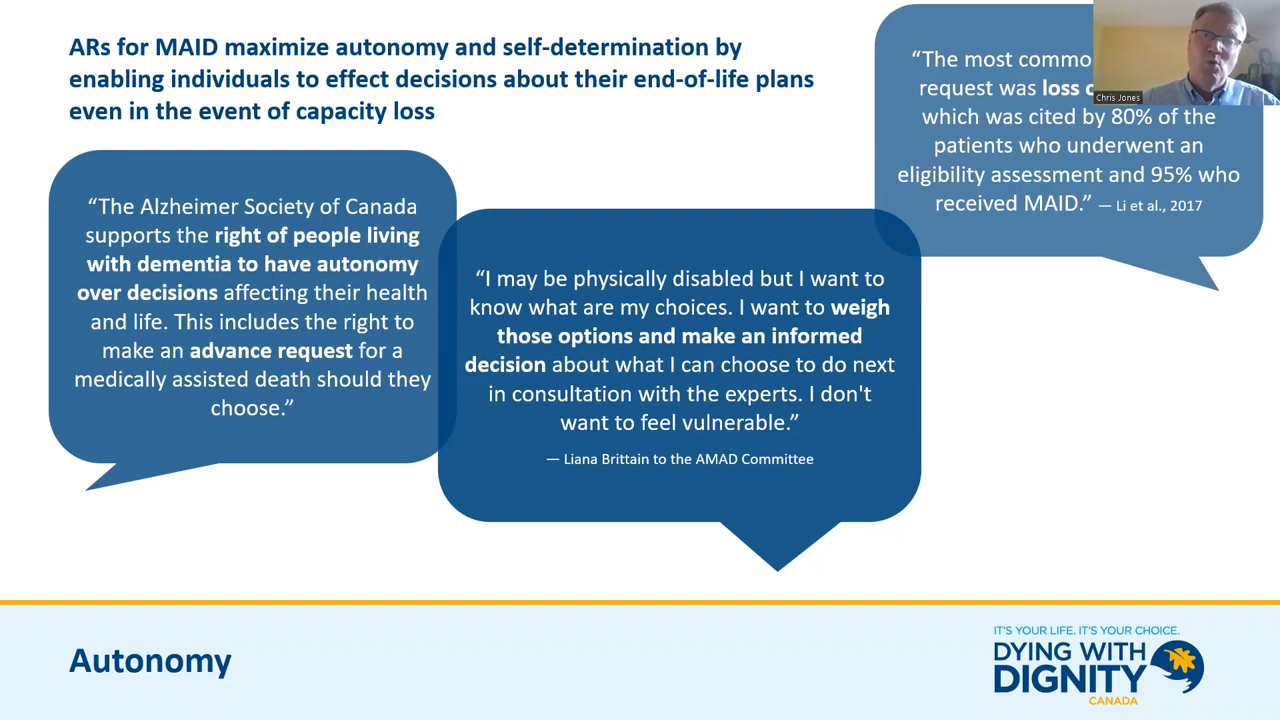 ARs for MAID maximize autonomy and self-determination by
enabling individuals to effect decisions about their end-of-life plans
even in the event of capacity loss
“The Alzheimer Society of Canada
supports the right of people living
with dementia to have autonomy
over decisions affecting their health
and life. This includes the right to
make an advance request for a
medically assisted death should they
choose.”
“I may be physically disabled but I want to
know what are my choices. I want to weigh
those options and make an informed
decision about what I can choose to do next
in consultation with the experts. I don't
want to feel vulnerable.”
— Liana Brittain to the AMAD Committee
“The most
request was loss
which was cited by 80% of the
patients who underwent an
eligibility assessment and 95% who
received MAID.” — Li et al., 2017
Chris Jones
Autonomy
IT'S YOUR LIFE. IT'S YOUR CHOICE.
DYING WITH
DIGNITY
CANADA